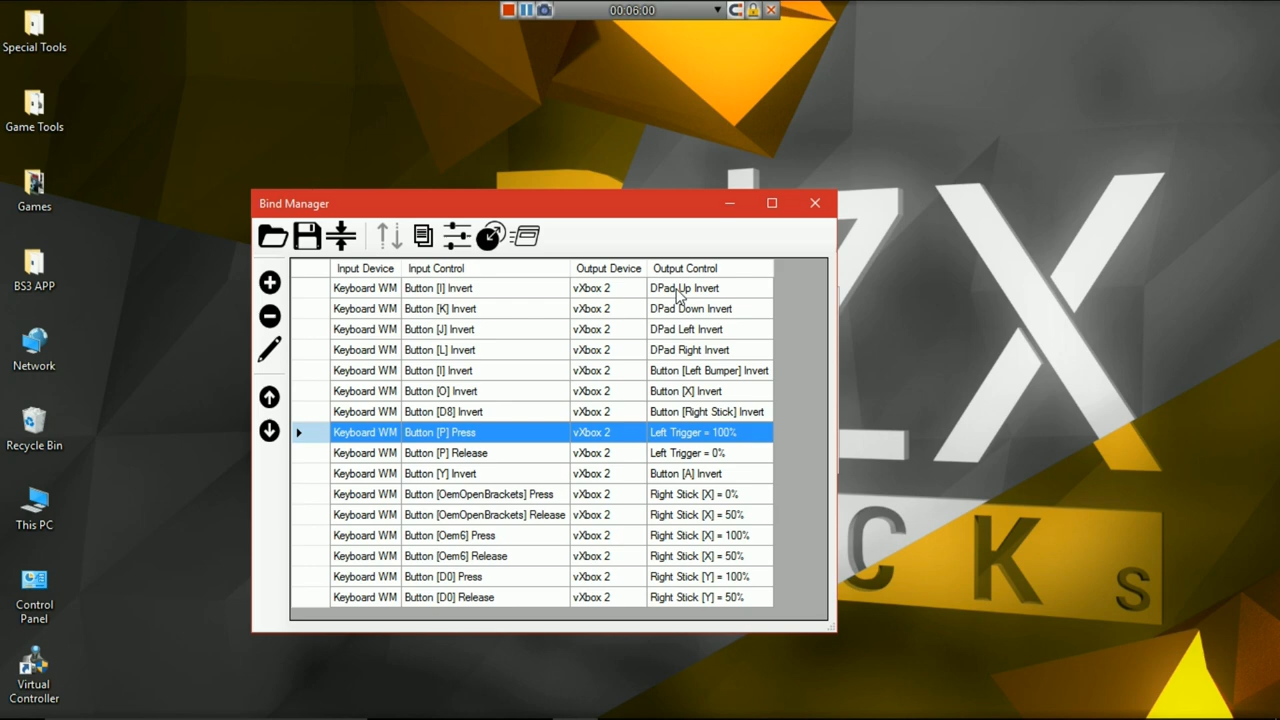 00:06:00
Special Tools
Game Tools
Games
BS3 APP
Network
Recycle Bin
This PC
Control
Panel
Virtual
Controller
Bind Manager
Input Device Input Control Output Device Output Control
Keyboard WM Button [I] Invert vXbox 2 DPad Up Invert
Keyboard WM Button [K] Invert vXbox 2 DPad Down Invert
Keyboard WM Button [J] Invert vXbox 2 DPad Left Invert
Keyboard WM Button [L] Invert vXbox 2 DPad Right Invert
Keyboard WM Button [I] Invert vXbox 2 Button [Left Bumper] Invert
Keyboard WM Button [O] Invert vXbox 2 Button [X] Invert
Keyboard WM Button [D8] Invert vXbox 2 Button [Right Stick] Invert
Keyboard WM Button [P] Press vXbox 2 Left Trigger = 100%
Keyboard WM Button [P] Release vXbox 2 Left Trigger = 0%
Keyboard WM Button [Y] Invert vXbox 2 Button [A] Invert
Keyboard WM Button [OemOpenBrackets] Press vXbox 2 Right Stick [X] = 0%
Keyboard WM Button [OemOpenBrackets] Release vXbox 2 Right Stick [X] = 50%
Keyboard WM Button [Oem6] Press vXbox 2 Right Stick [X] = 100%
Keyboard WM Button [Oem6] Release vXbox 2 Right Stick [X] = 50%
Keyboard WM Button [D0] Press vXbox 2 Right Stick [Y] = 100%
Keyboard WM Button [D0] Release vXbox 2 Right Stick [Y] = 50%
ZX
CKs